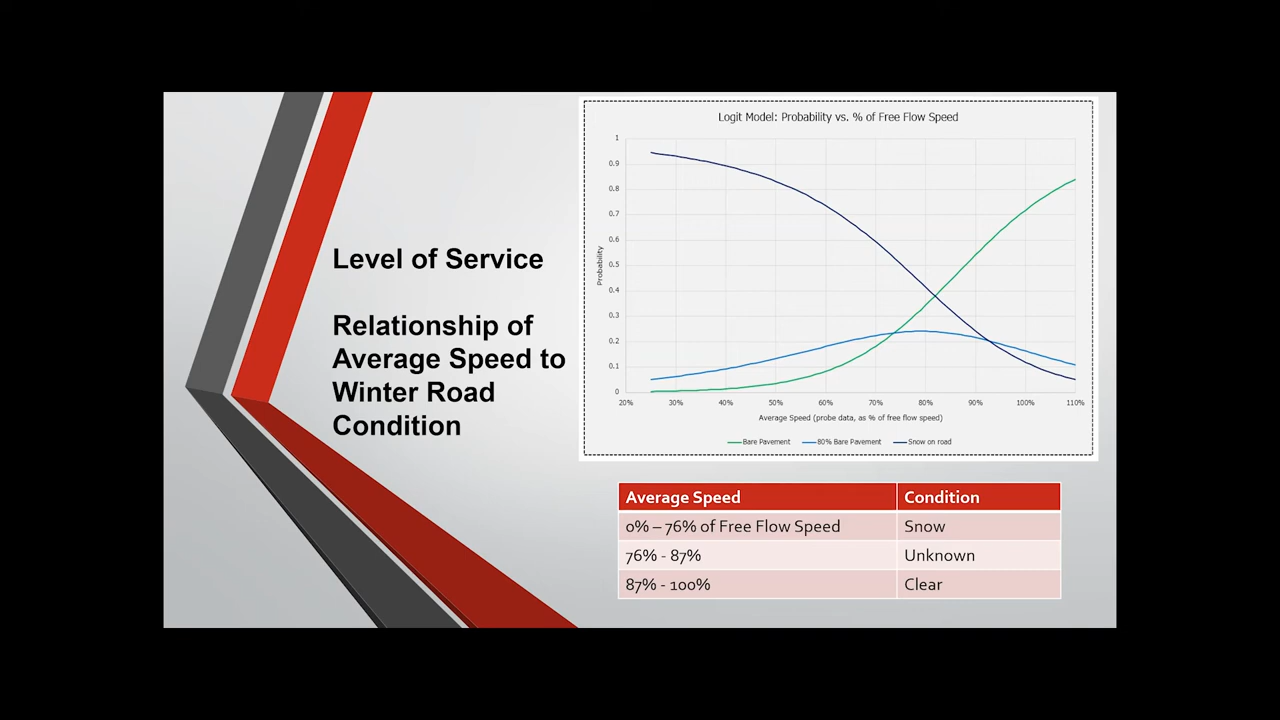 Level of Service
Relationship of
Average Speed to
Winter Road
Condition
Logit Model: Probability vs. % of Free Flow Speed
1
0.9
0.8
0.7
0.6
0.5
0.4
0.3
0.2
0.1
0
Probability
20% 30% 40% 50% 60% 70% 80% 90% 100% 110%
Average Speed (probe data, as % of free flow speed)
Bare Pavement 80% Bare Pavement Snow on road
Average Speed Condition
0% – 76% of Free Flow Speed Snow
76% - 87% Unknown
87% - 100% Clear